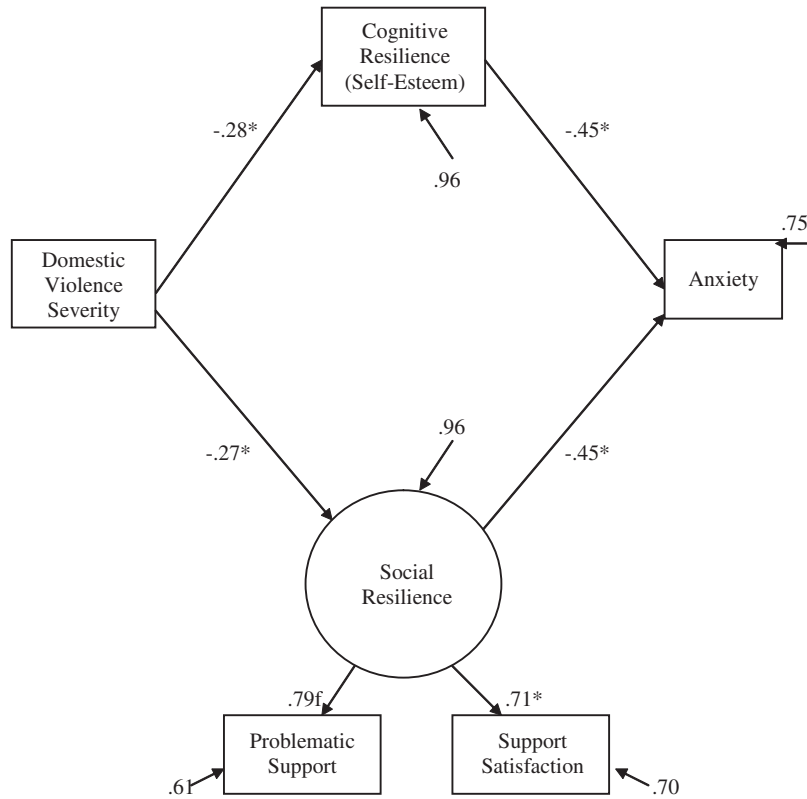 Cognitive
Resilience
(Self-Esteem)
-.28*
-.45*
.96
.75
Domestic
Violence
Severity
Anxiety
.96
-.27*
-.45*
Social
Resilience
.79f
.71*
Problematic
Support
Support
Satisfaction
.61
.70